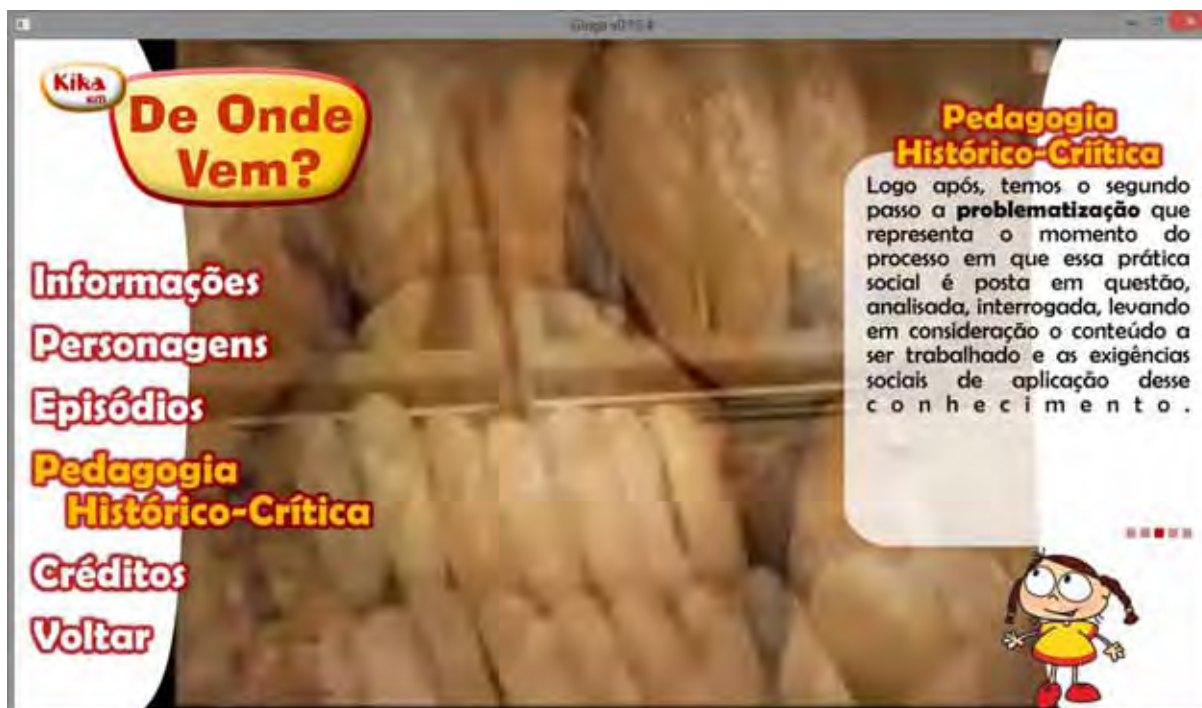 Ginga
Kika
em
De Onde
Vem?
Informações
Personagens
Episódios
Pedagogia
Histórico-Crítica
Créditos
Voltar
Pedagogia
Histórico-Criítica
Logo após, temos o segundo
passo a problematização que
representa o momento do
processo em que essa prática
social é posta em questão,
analisada, interrogada, levando
em consideração o conteúdo a
ser trabalhado e as exigências
sociais de aplicação desse
conhecimento.